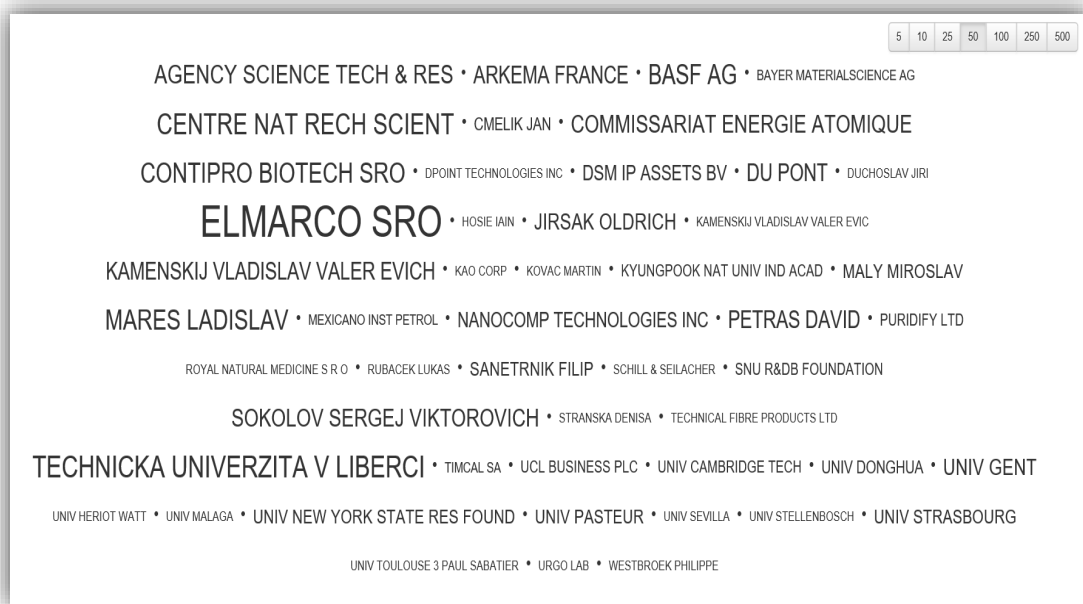 5 10 25 50 100 250 500
AGENCY SCIENCE TECH & RES • ARKEMA FRANCE • BASF AG • BAYER MATERIALSCIENCE AG
CENTRE NAT RECH SCIENT • CMELIK JAN • COMMISSARIAT ENERGIE ATOMIQUE
CONTIPRO BIOTECH SRO • DPOINT TECHNOLOGIES INC • DSM IP ASSETS BV • DU PONT • DUCHOSLAV JIRI
ELMARCO SRO • HOSIE IAIN • JIRSAK OLDRICH • KAMENSKIJ VLADISLAV VALER EVIC
KAMENSKIJ VLADISLAV VALER EVICH • KAO CORP • KOVAC MARTIN • KYUNGPOOK NAT UNIV IND ACAD • MALY MIROSLAV
MARES LADISLAV • MEXICANO INST PETROL • NANOCOMP TECHNOLOGIES INC • PETRAS DAVID • PURIDIFY LTD
ROYAL NATURAL MEDICINE S R O • RUBACEK LUKAS • SANETRNIK FILIP • SCHILL & SEILACHER • SNU R&DB FOUNDATION
SOKOLOV SERGEJ VIKTOROVICH • STRANSKA DENISA • TECHNICAL FIBRE PRODUCTS LTD
TECHNICKA UNIVERZITA V LIBERCI • TIMCAL SA • UCL BUSINESS PLC • UNIV CAMBRIDGE TECH • UNIV DONGHUA • UNIV GENT
UNIV HERIOT WATT • UNIV MALAGA • UNIV NEW YORK STATE RES FOUND • UNIV PASTEUR • UNIV SEVILLA • UNIV STELLENBOSCH • UNIV STRASBOURG
UNIV TOULOUSE 3 PAUL SABATIER • URGO LAB • WESTBROEK PHILIPPE